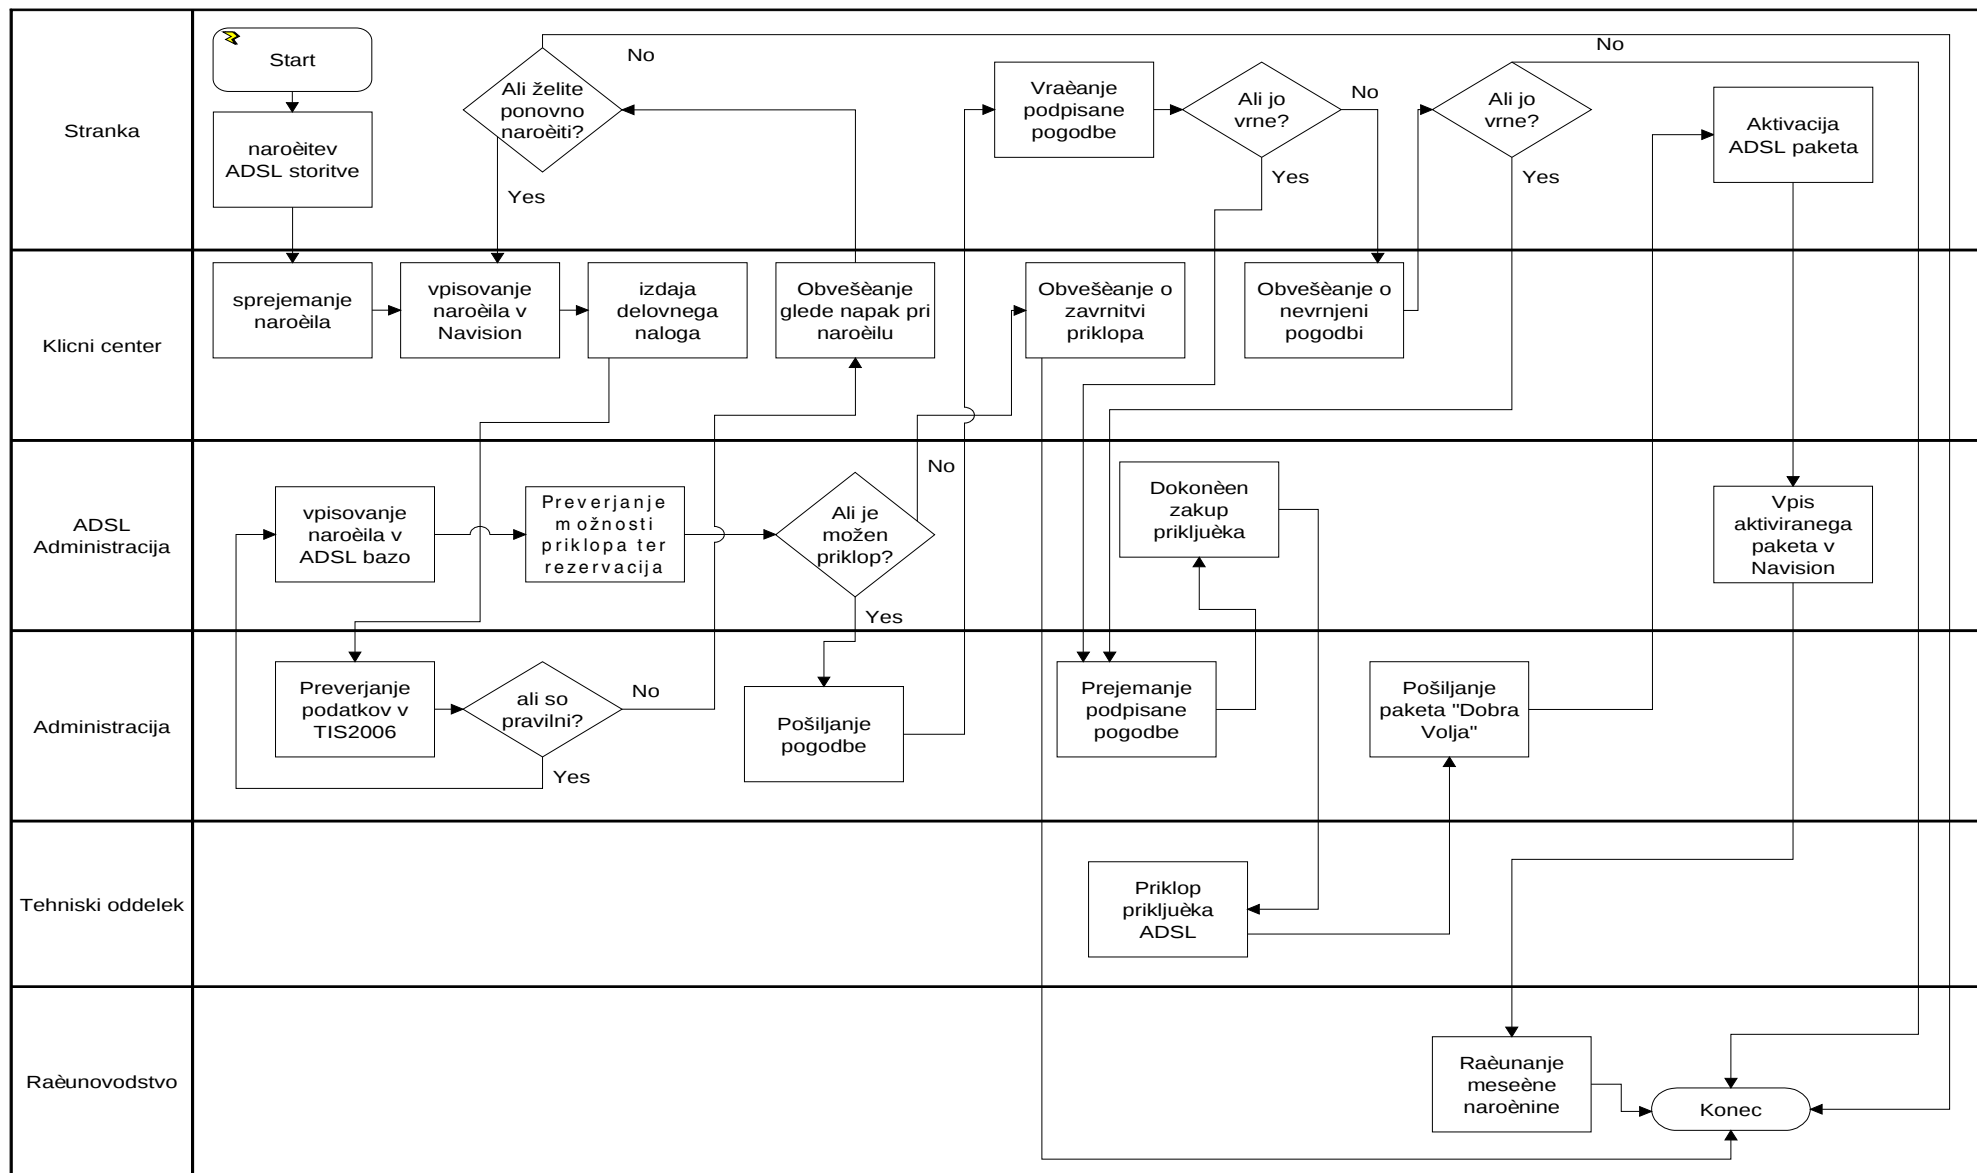 Stranka
Start
naroèitev
ADSL storitve
Ali želite
ponovno
naroèiti?
No
Yes
Vraèanje
podpisane
pogodbe
Ali jo
vrne?
No
Yes
Ali jo
vrne?
No
Yes
Aktivacija
ADSL paketa
Klicni center
sprejemanje
naroèila
vpisovanje
naroèila v
Navision
izdaja
delovnega
naloga
Obvešèanje
glede napak pri
naroèilu
Obvešèanje o
zavrnitvi
priklopa
Obvešèanje o
nevrnjeni
pogodbi
ADSL
Administracija
vpisovanje
naroèila v
ADSL bazo
Preverjanje
možnosti
priklopa ter
rezervacija
Ali je
možen
priklop?
No
Yes
Dokonèen
zakup
prikljuèka
Vpis
aktiviranega
paketa v
Navision
Administracija
Preverjanje
podatkov v
TIS2006
ali so
pravilni?
No
Yes
Pošiljanje
pogodbe
Prejemanje
podpisane
pogodbe
Pošiljanje
paketa "Dobra
Volja"
Tehniski oddelek
Priklop
prikljuèka
ADSL
Raèunovodstvo
Raèunanje
meseène
naroènine
Konec